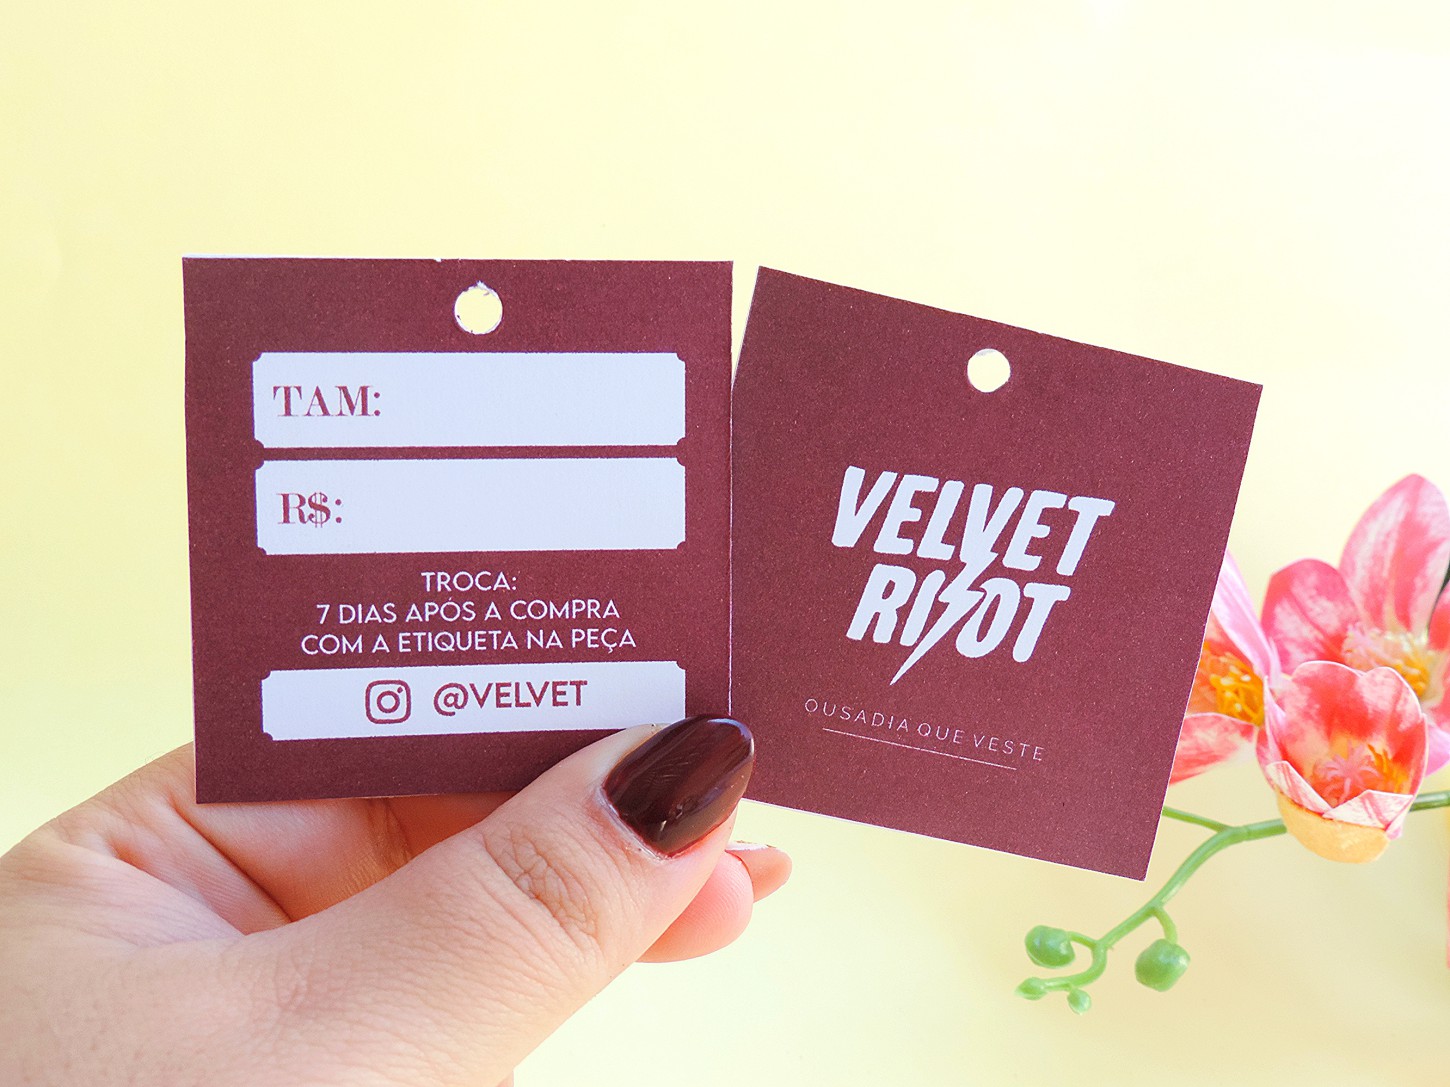 TAM:
R$:
TROCA:
7 DIAS APÓS A COMPRA
COM A ETIQUETA NA PEÇA
@VELVET
VELVET
RIOT
OUSADIA QUE VESTE